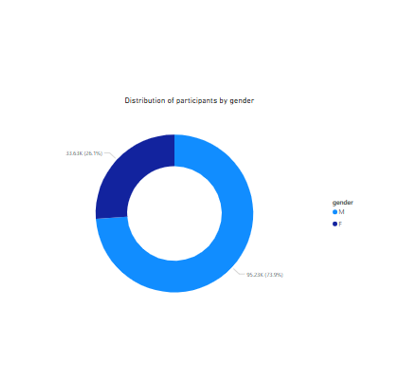 Distribution of participants by gender
33.63K (26.1%)
gender
M
F
95.23K (73.9%)